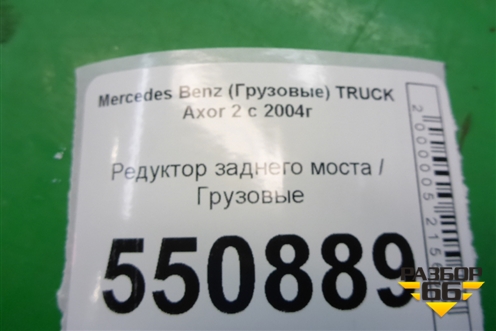 Mercedes Benz (Грузовые) TRUCK
Axor 2 с 2004г
Редуктор заднего моста /
Грузовые
550889
РАЗБОР
66